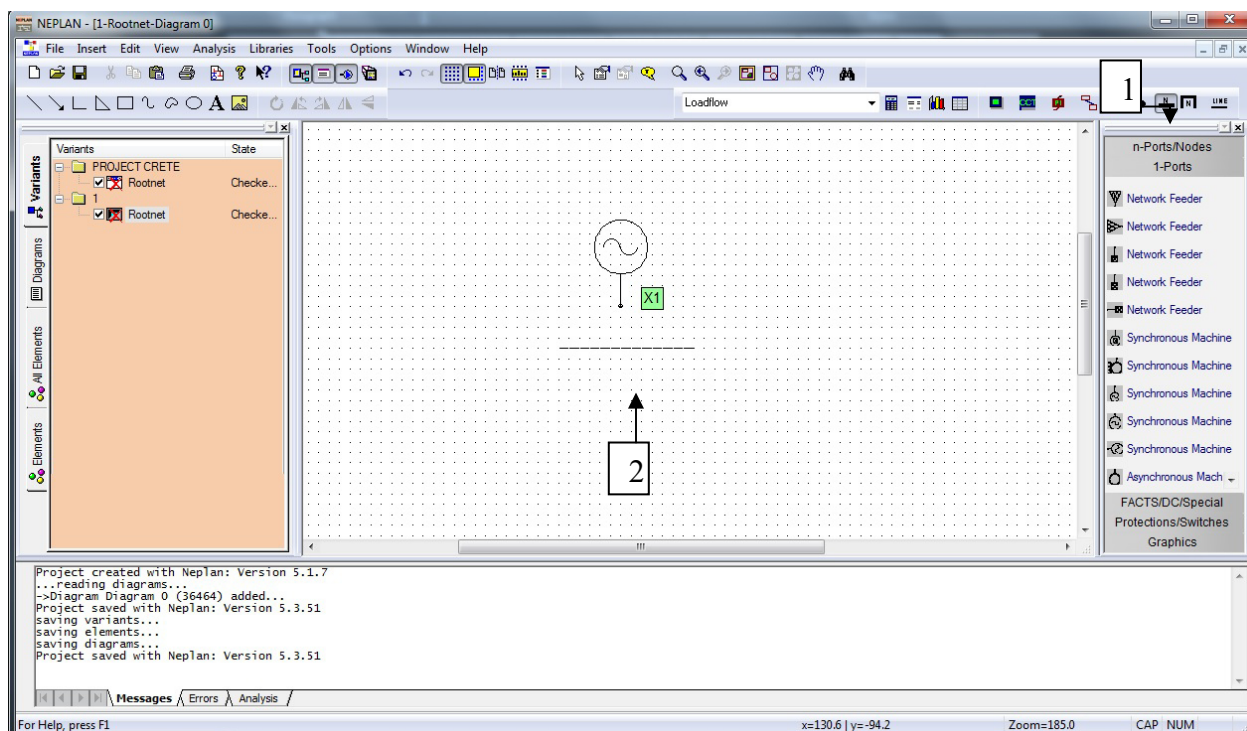 NEPLAN - [1-Rootnet-Diagram 0]
File Insert Edit View Analysis Libraries Tools Options Window Help
Loadflow
1
N N LINE
Variants State
PROJECT CRETE
Rootnet Checke...
1
Rootnet Checke...
Variants
Diagrams
All Elements
Elements
X1
2
n-Ports/Nodes
1-Ports
Network Feeder
Network Feeder
Network Feeder
Network Feeder
Network Feeder
Synchronous Machine
Synchronous Machine
Synchronous Machine
Synchronous Machine
Synchronous Machine
Asynchronous Mach
FACTS/DC/Special
Protections/Switches
Graphics
Project created with Neplan: Version 5.1.7
...reading diagrams...
->Diagram Diagram 0 (36464) added...
Project saved with Neplan: Version 5.3.51
saving variants...
saving elements...
saving diagrams...
Project saved with Neplan: Version 5.3.51
Messages Errors Analysis
For Help, press F1 x=130.6 | y=-94.2 Zoom=185.0 CAP NUM